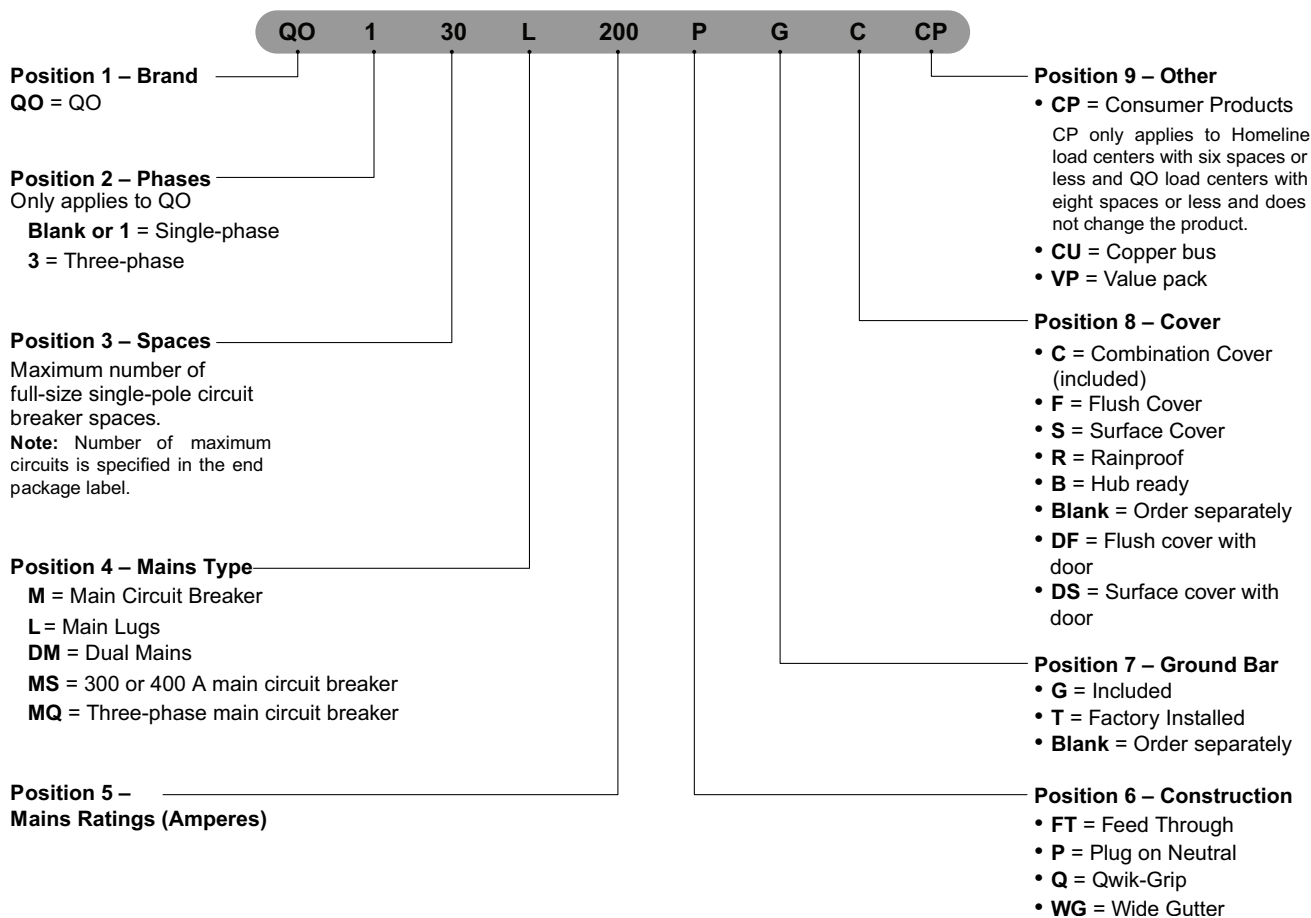 QO 1 30 L 200 P G C CP
Position 1 – Brand
QO = QO
Position 2 – Phases
Only applies to QO
Blank or 1 = Single-phase
3 = Three-phase
Position 3 – Spaces
Maximum number of
full-size single-pole circuit
breaker spaces.
Note: Number of maximum
circuits is specified in the end
package label.
Position 4 – Mains Type
M = Main Circuit Breaker
L = Main Lugs
DM = Dual Mains
MS = 300 or 400 A main circuit breaker
MQ = Three-phase main circuit breaker
Position 5 –
Mains Ratings (Amperes)
Position 9 – Other
• CP = Consumer Products
CP only applies to Homeline
load centers with six spaces or
less and QO load centers with
eight spaces or less and does
not change the product.
• CU = Copper bus
• VP = Value pack
Position 8 – Cover
• C = Combination Cover
(included)
• F = Flush Cover
• S = Surface Cover
• R = Rainproof
• B = Hub ready
• Blank = Order separately
• DF = Flush cover with
door
• DS = Surface cover with
door
Position 7 – Ground Bar
• G = Included
• T = Factory Installed
• Blank = Order separately
Position 6 – Construction
• FT = Feed Through
• P = Plug on Neutral
• Q = Qwik-Grip
• WG = Wide Gutter